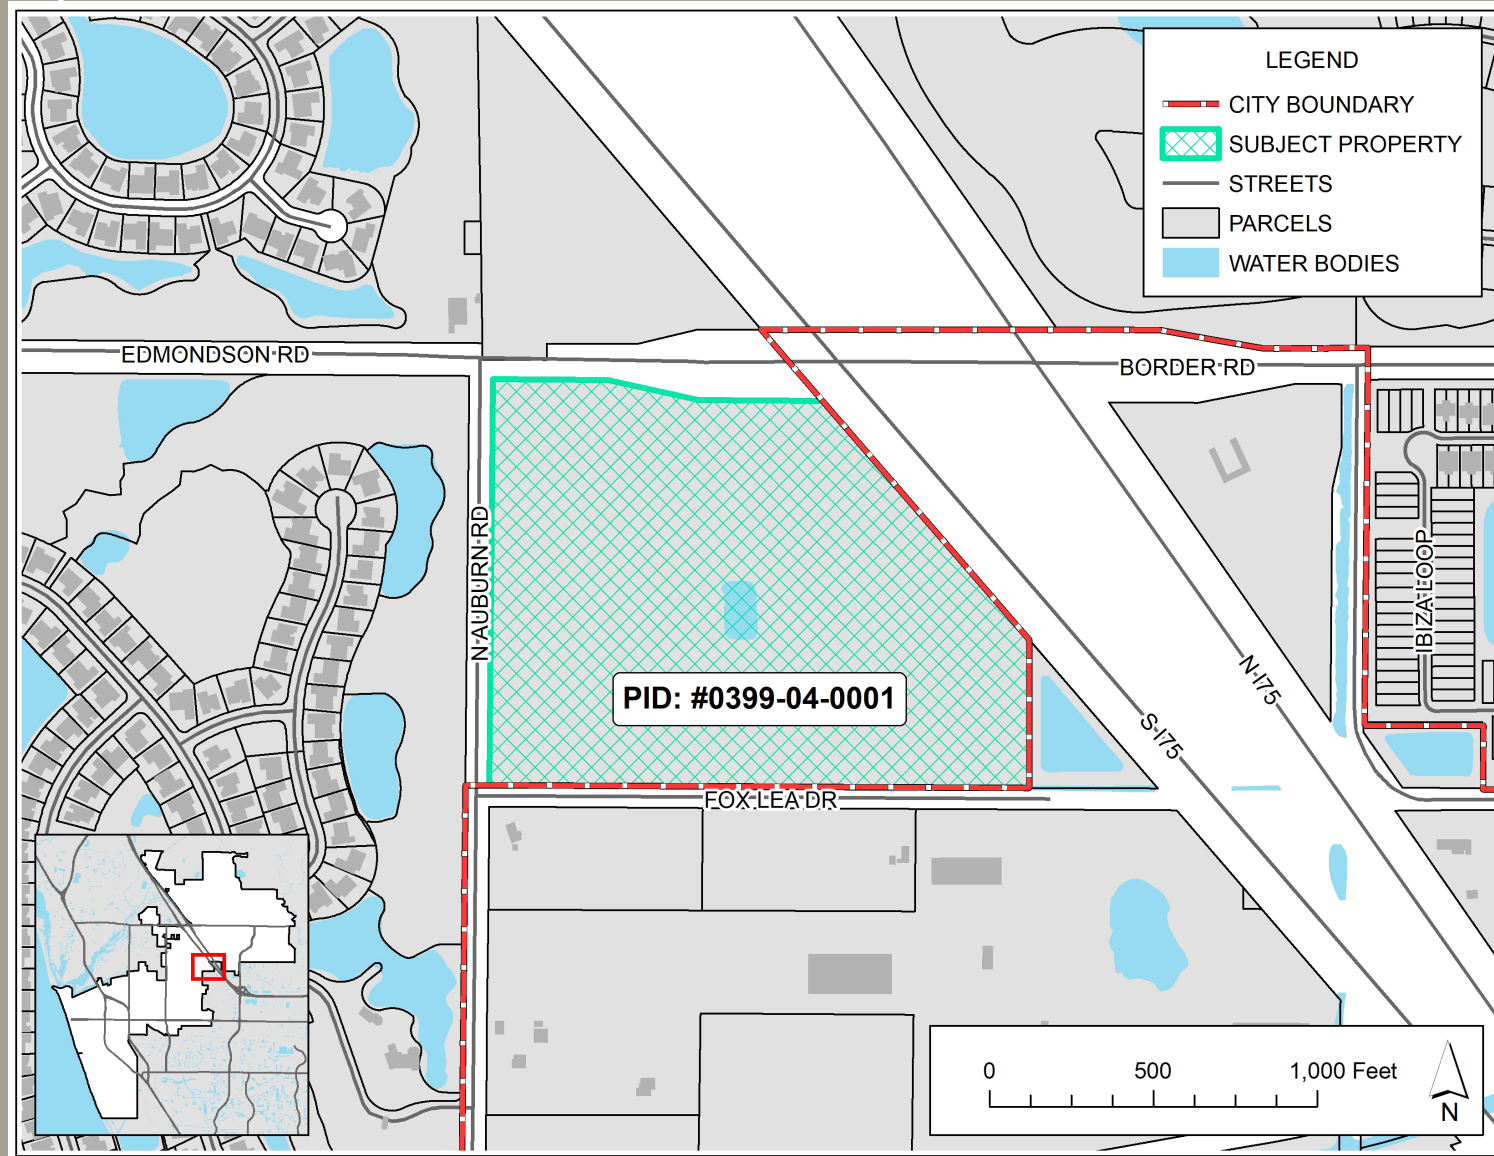 LEGEND
CITY BOUNDARY
SUBJECT PROPERTY
STREETS
PARCELS
WATER BODIES
EDMONDSON RD
BORDER RD
N AUBURN RD
IBIZA LOOP
N I75
S I75
PID: #0399-04-0001
FOX LEA DR
0 500 1,000 Feet
N